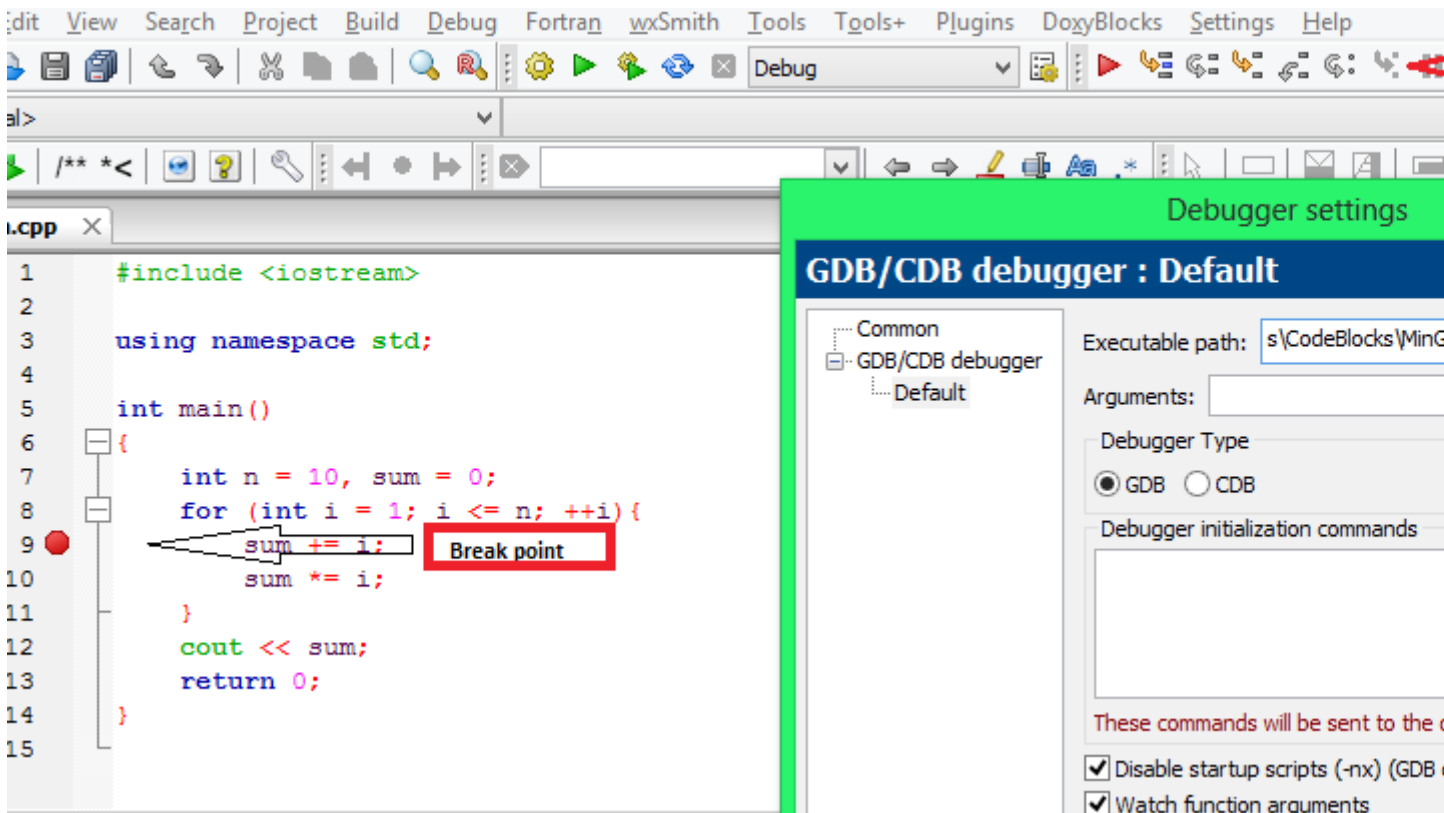 Edit View Search Project Build Debug Fortran wxSmith Tools Tools+ Plugins DoxyBlocks Settings Help
Debug
al>
/** *<
.cpp
Debugger settings
GDB/CDB debugger : Default
1 #include <iostream>
2
3 using namespace std;
4
5 int main()
6 {
7 int n = 10, sum = 0;
8 for (int i = 1; i <= n; ++i){
9 sum += i;
Break point
10 sum *= i;
11 }
12 cout << sum;
13 return 0;
14 }
15
Common
GDB/CDB debugger
Default
Executable path: s\CodeBlocks\MinG
Arguments:
Debugger Type
GDB CDB
Debugger initialization commands
These commands will be sent to the
Disable startup scripts (-nx) (GDB
Watch function arguments